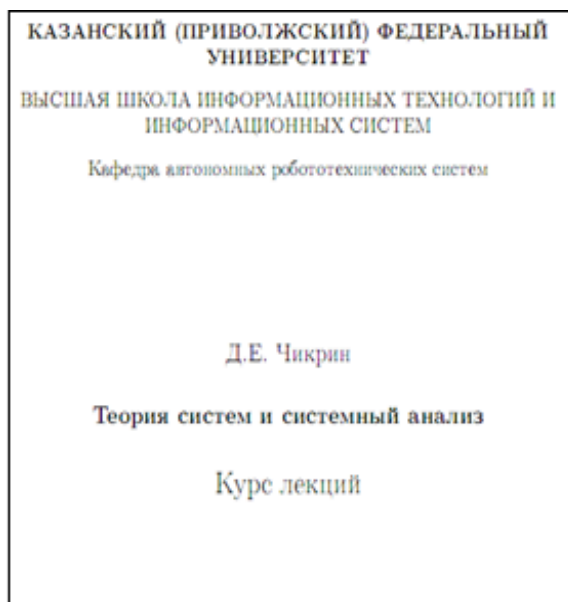 КАЗАНСКИЙ (ПРИВОЛЖСКИЙ) ФЕДЕРАЛЬНЫЙ
УНИВЕРСИТЕТ
ВЫСШАЯ ШКОЛА ИНФОРМАЦИОННЫХ ТЕХНОЛОГИЙ И
ИНФОРМАЦИОННЫХ СИСТЕМ
Кафедра автономных робототехнических систем
Д.Е. Чикрин
Теория систем и системный анализ
Курс лекций